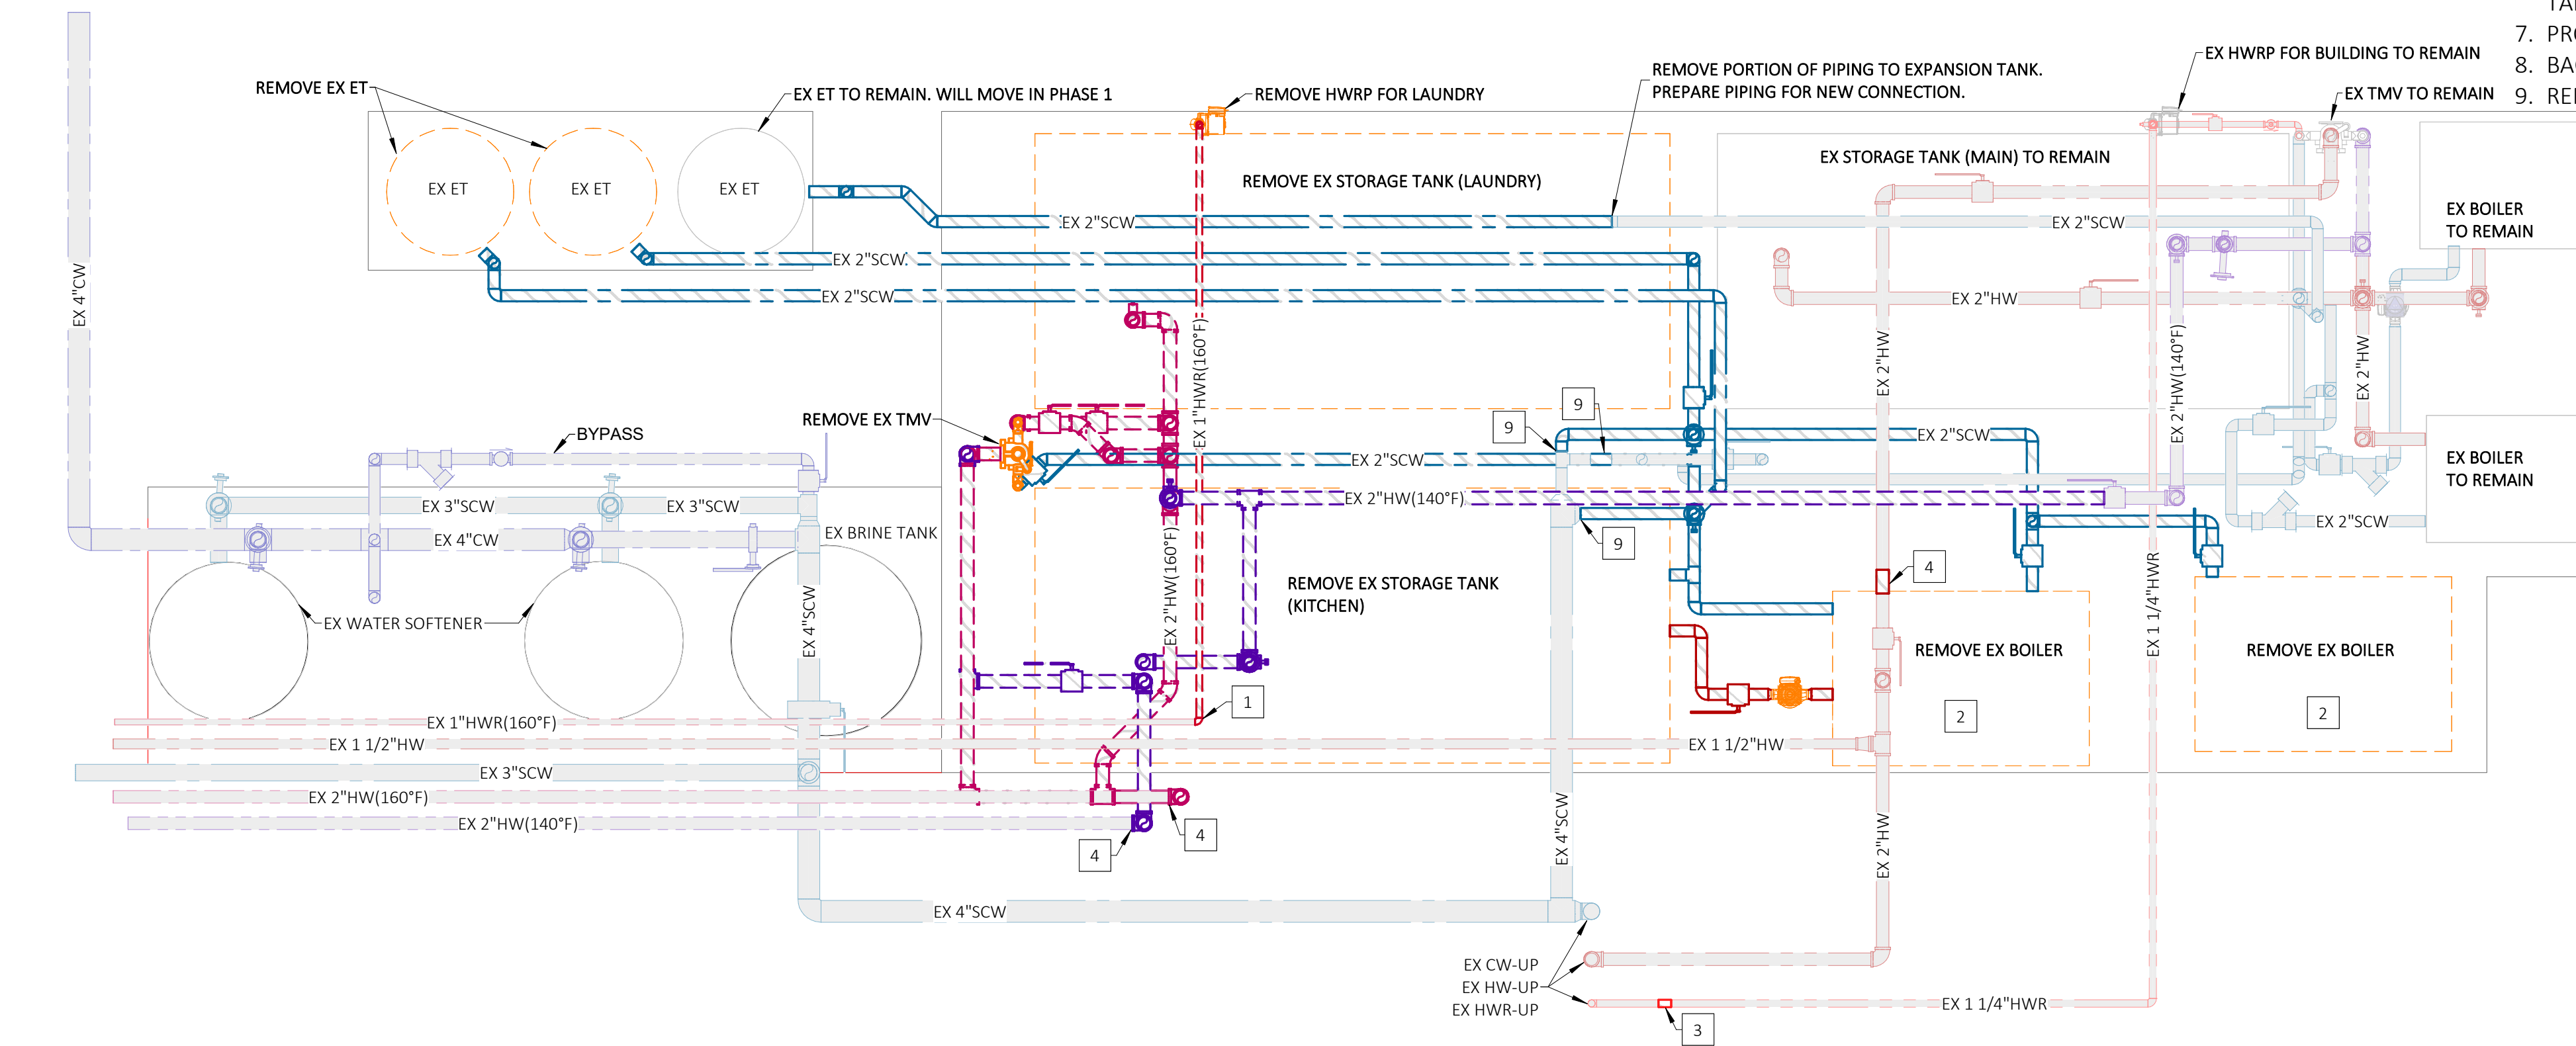 TA
7. PR
8. BA
9. RE
EX HWRP FOR BUILDING TO REMAIN
REMOVE PORTION OF PIPING TO EXPANSION TANK.
PREPARE PIPING FOR NEW CONNECTION.
REMOVE EX ET
EX ET TO REMAIN. WILL MOVE IN PHASE 1
REMOVE HWRP FOR LAUNDRY
EX TMV TO REMAIN
EX STORAGE TANK (MAIN) TO REMAIN
REMOVE EX STORAGE TANK (LAUNDRY)
EX ET
EX ET
EX ET
EX BOILER
TO REMAIN
EX 2"SCW
EX 2"SCW
EX 2"SCW
EX 2"SCW
EX 4"CW
EX 2"HW
EX 1"HWR(160°F)
EX 2"HW
EX 2"HW(140°F)
EX 2"HW
REMOVE EX TMV
BYPASS
9
9
EX 2"SCW
EX 2"SCW
EX BOILER
TO REMAIN
EX 3"SCW
EX 3"SCW
EX 2"HW(140°F)
EX 4"CW
EX BRINE TANK
EX 2"SCW
9
4
REMOVE EX STORAGE TANK
(KITCHEN)
EX 2"HW(160°F)
EX 4"SCW
EX 1 1/4"HWR
EX WATER SOFTENER
REMOVE EX BOILER
REMOVE EX BOILER
1
2
2
EX 1"HWR(160°F)
EX 1 1/2"HW
EX 1 1/2"HW
EX 3"SCW
EX 2"HW(160°F)
EX 2"HW(140°F)
4
4
EX 4"SCW
EX 2"HW
EX 4"SCW
EX CW-UP
EX HW-UP
EX HWR-UP
EX 1 1/4"HWR
3